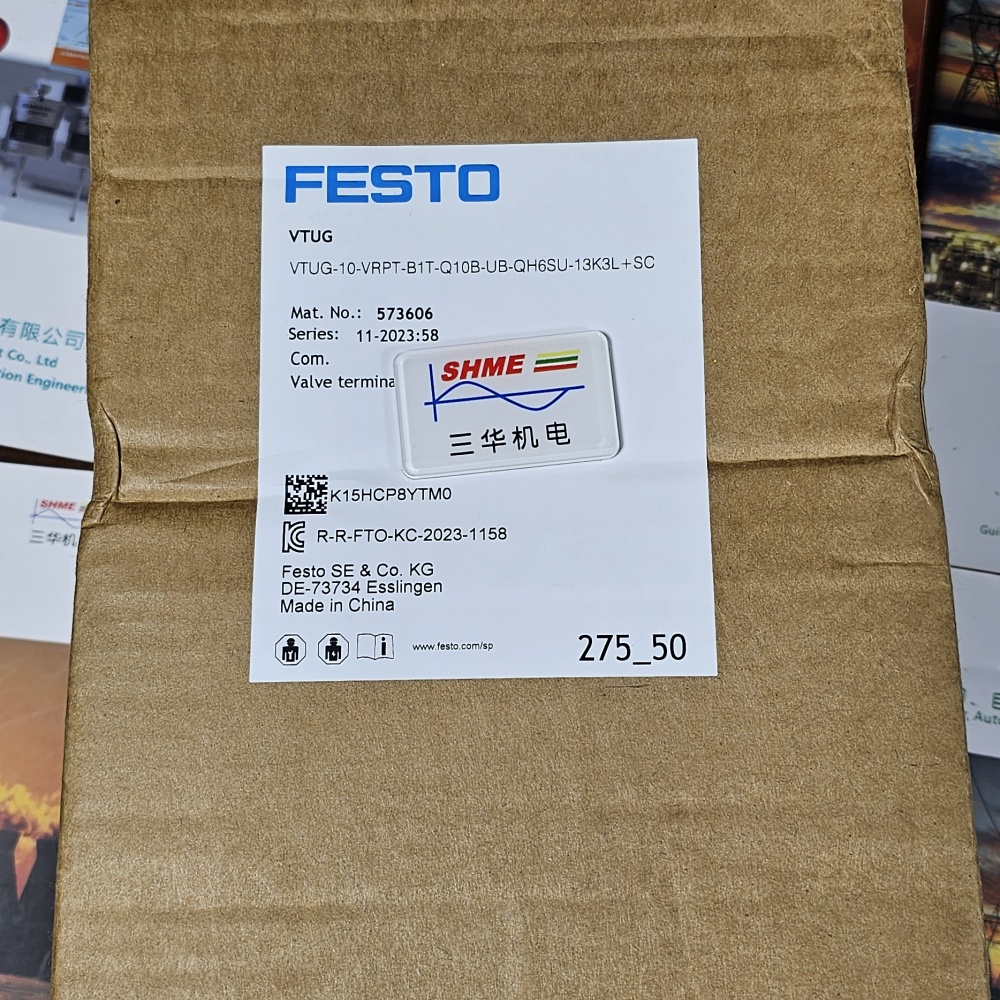 FESTO
VTUG
VTUG-10-VRPT-B1T-Q10B-UB-QH6SU-13K3L+SC
Mat. No.: 573606
Series: 11-2023:58
Com.
Valve termina
SHME
三华机电
K15HCP8YTM0
R-R-FTO-KC-2023-1158
Festo SE & Co. KG
DE-73734 Esslingen
Made in China
www.festo.com/sp
275_50
有限公司
t Co., Ltd
tion Engineer
SHME
三华机
Gui
Aut